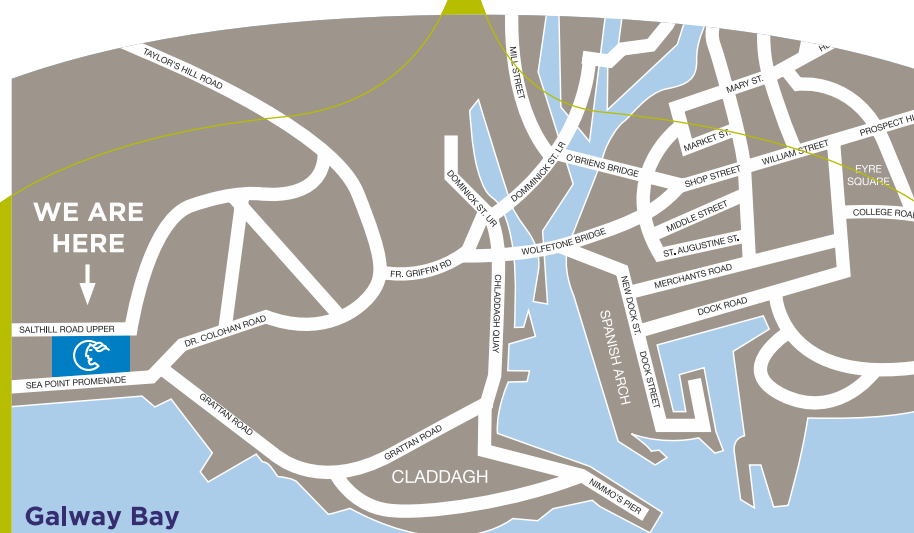 TAYLOR'S HILL ROAD
MILL STREET
MARY ST.
MARKET ST.
PROSPECT
WILLIAM STREET
O'BRIENS BRIDGE
SHOP STREET
EYRE
SQUARE
DOMINICK ST. UR
DOMMINICK ST. LR
MIDDLE STREET
COLLEGE ROAD
WE ARE
HERE
ST. AUGUSTINE ST.
WOLFETONE BRIDGE
FR. GRIFFIN RD
MERCHANTS ROAD
CHLADDAGH QUAY
NEW DOCK ST.
DOCK ROAD
SPANISH ARCH
SALTHILL ROAD UPPER
DR. COLOHAN ROAD
DOCK STREET
SEA POINT PROMENADE
GRATTAN ROAD
GRATTAN ROAD
CLADDAGH
NIMMO'S PIER
Galway Bay